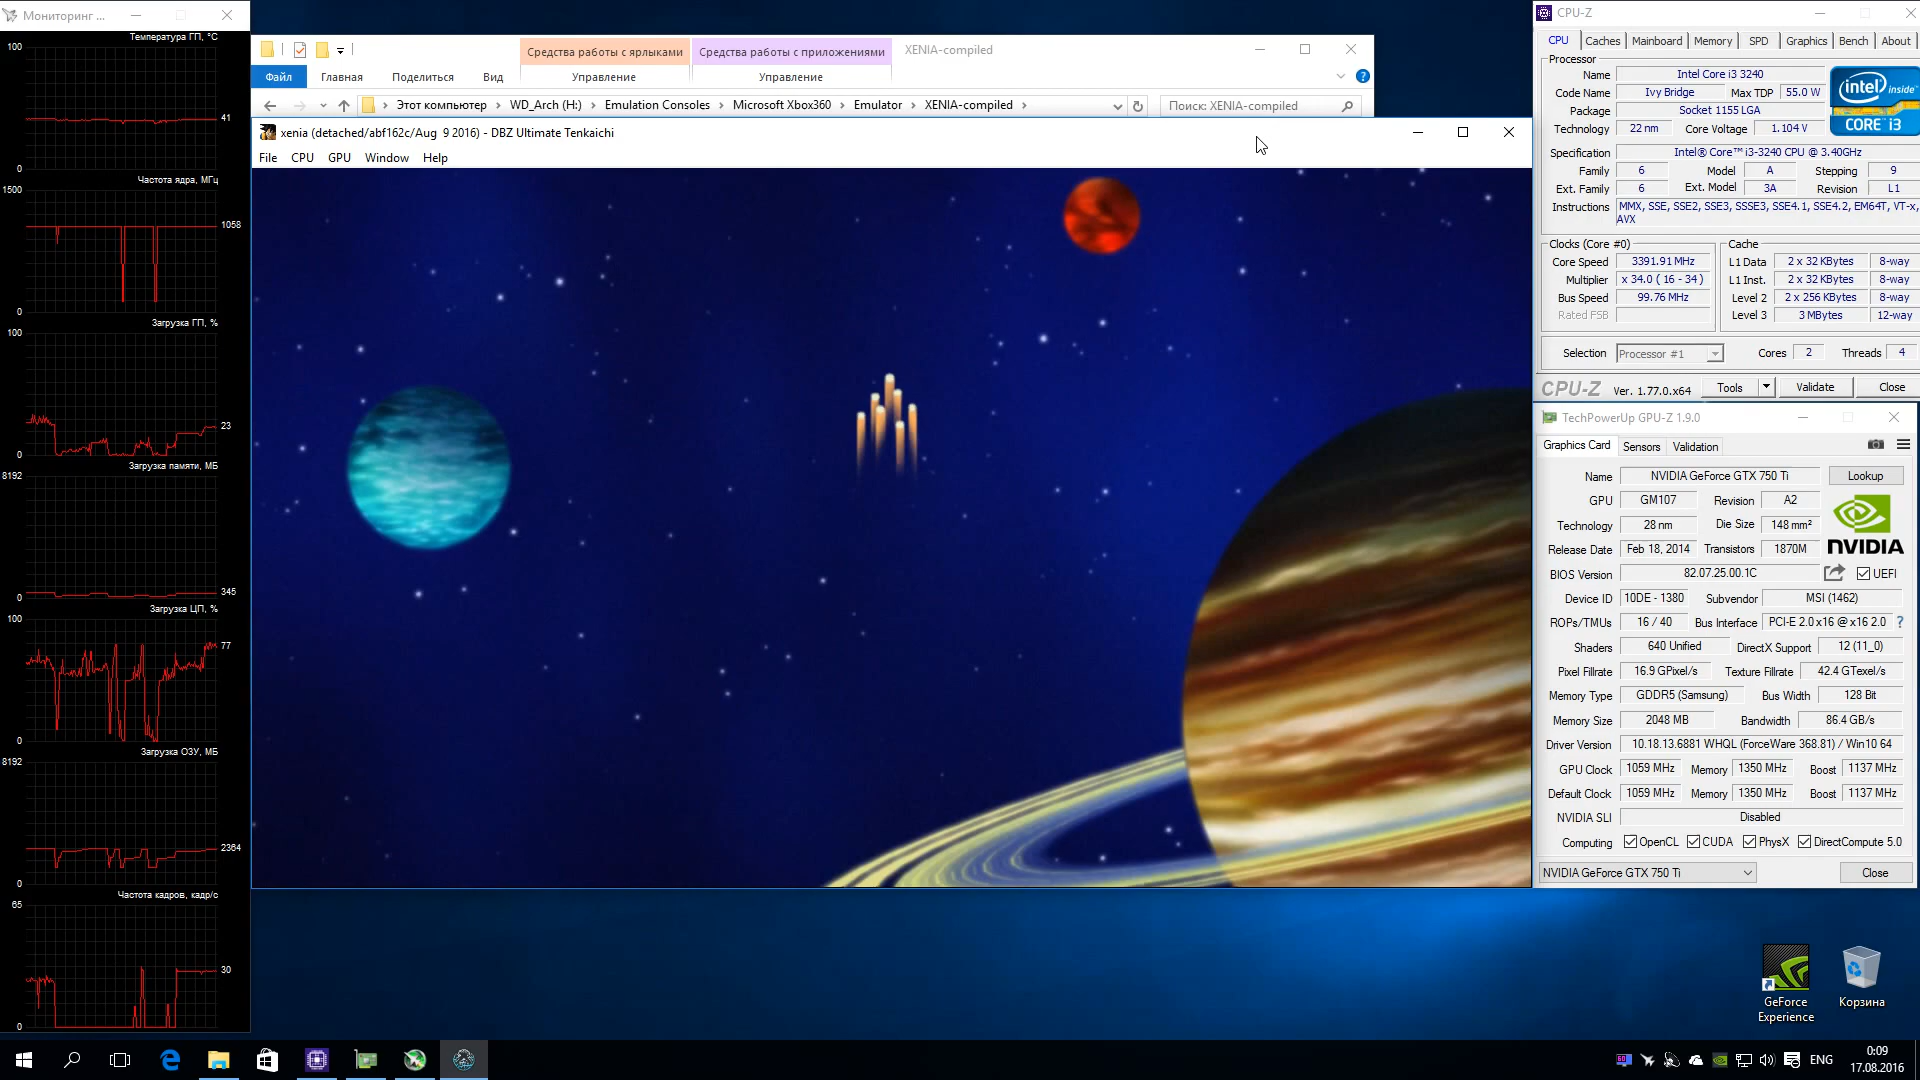 Мониторинг ...
Температура ГП, °C
100
41
0
Частота ядра, МГц
1500
1058
0
Загрузка ГП, %
100
23
0
Загрузка памяти, МБ
8192
345
0
Загрузка ЦП, %
100
77
0
Загрузка ОЗУ, МБ
8192
2384
0
Частота кадров, кадр/с
65
30
0
Средства работы с ярлыками
Средства работы с приложениями
XENIA-compiled
Файл
Главная
Поделиться
Вид
Управление
Управление
Этот компьютер
WD_Arch (H:)
Emulation Consoles
Microsoft Xbox360
Emulator
XENIA-compiled
Поиск: XENIA-compiled
xenia (detached/abf162c/Aug 9 2016) - DBZ Ultimate Tenkaichi
File CPU GPU Window Help
CPU-Z
CPU Caches Mainboard Memory SPD Graphics Bench About
Processor
Name Intel Core i3 3240
Code Name Ivy Bridge Max TDP 55.0 W
Package Socket 1155 LGA
Technology 22 nm Core Voltage 1.104 V
intel inside
CORE i3
Specification Intel® Core™ i3-3240 CPU @ 3.40GHz
Family 6 Model A Stepping 9
Ext. Family 6 Ext. Model 3A Revision L1
Instructions MMX, SSE, SSE2, SSE3, SSSE3, SSE4.1, SSE4.2, EM64T, VT-x,
AVX
Clocks (Core #0)
Core Speed 3391.91 MHz
Multiplier x 34.0 ( 16 - 34 )
Bus Speed 99.76 MHz
Rated FSB
Cache
L1 Data 2 x 32 KBytes 8-way
L1 Inst. 2 x 32 KBytes 8-way
Level 2 2 x 256 KBytes 8-way
Level 3 3 MBytes 12-way
Selection Processor #1 Cores 2 Threads 4
CPU-Z Ver. 1.77.0.x64 Tools Validate Close
TechPowerUp GPU-Z 1.9.0
Graphics Card Sensors Validation
Name NVIDIA GeForce GTX 750 Ti Lookup
GPU GM107 Revision A2
Technology 28 nm Die Size 148 mm²
Release Date Feb 18, 2014 Transistors 1870M
NVIDIA
BIOS Version 82.07.25.00.1C UEFI
Device ID 10DE - 1380 Subvendor MSI (1462)
ROPs/TMUs 16 / 40 Bus Interface PCI-E 2.0 x16 @ x16 2.0 ?
Shaders 640 Unified DirectX Support 12 (11_0)
Pixel Fillrate 16.9 GPixel/s Texture Fillrate 42.4 GTexel/s
Memory Type GDDR5 (Samsung) Bus Width 128 Bit
Memory Size 2048 MB Bandwidth 86.4 GB/s
Driver Version 10.18.13.6881 WHQL (ForceWare 368.81) / Win10 64
GPU Clock 1059 MHz Memory 1350 MHz Boost 1137 MHz
Default Clock 1059 MHz Memory 1350 MHz Boost 1137 MHz
NVIDIA SLI Disabled
Computing OpenCL CUDA PhysX DirectCompute 5.0
NVIDIA GeForce GTX 750 Ti Close
GeForce
Experience
Корзина
ENG
0:09
17.08.2016